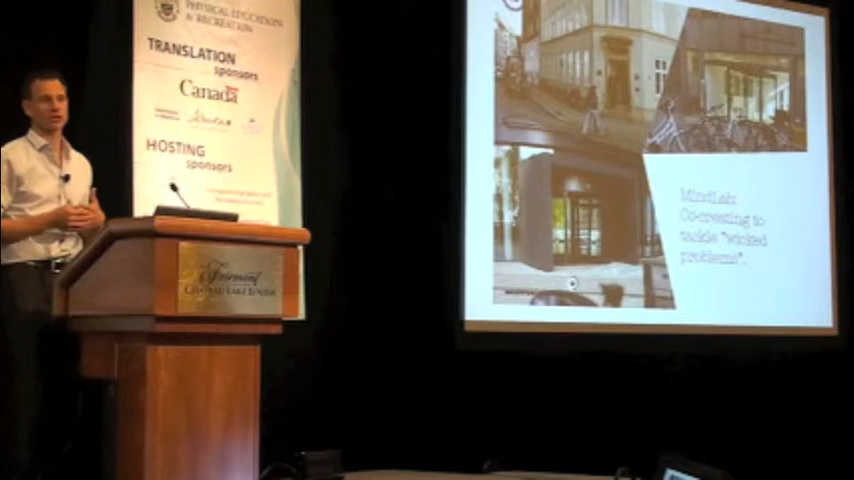 PHYSICAL EDUCATION
& RECREATION
TRANSLATION
sponsors
Canada
HOSTING
sponsors
Fairmont
CHATEAU LAKE LOUISE
MindLab:
Co-creating to
tackle "wicked
problems".